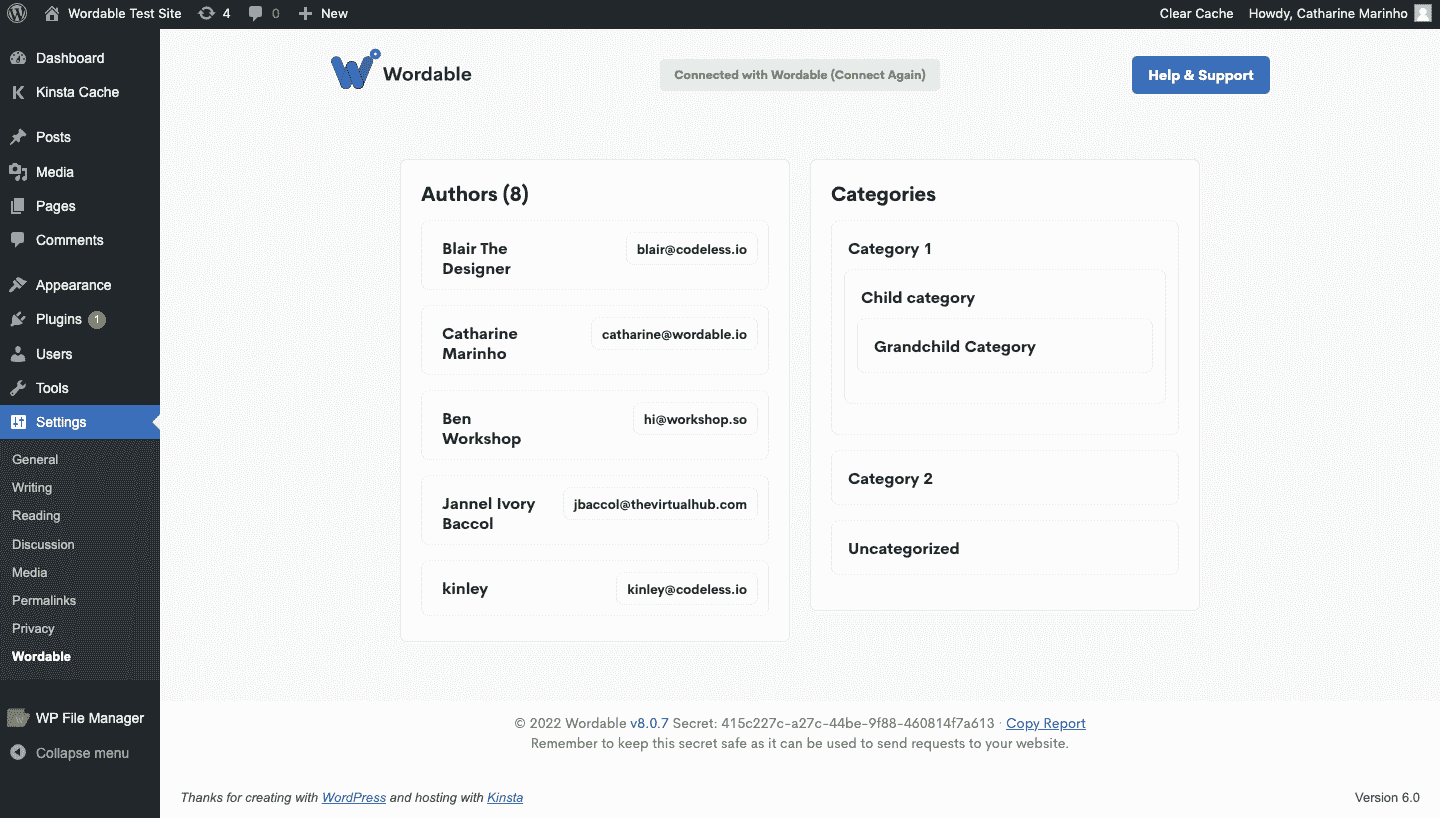 Wordable Test Site 4 0 New Clear Cache Howdy, Catharine Marinho
Dashboard
Kinsta Cache
Posts
Media
Pages
Comments
Appearance
Plugins 1
Users
Tools
Settings
General
Writing
Reading
Discussion
Media
Permalinks
Privacy
Wordable
WP File Manager
Collapse menu
Wordable
Connected with Wordable (Connect Again)
Help & Support
Authors (8)
Blair The
Designer
blair@codeless.io
Catharine
Marinho
catharine@wordable.io
Ben
Workshop
hi@workshop.so
Jannel Ivory
Baccol
jbaccol@thevirtualhub.com
kinley
kinley@codeless.io
Categories
Category 1
Child category
Grandchild Category
Category 2
Uncategorized
© 2022 Wordable v8.0.7 Secret: 415c227c-a27c-44be-9f88-460814f7a613 · Copy Report
Remember to keep this secret safe as it can be used to send requests to your website.
Thanks for creating with WordPress and hosting with Kinsta
Version 6.0